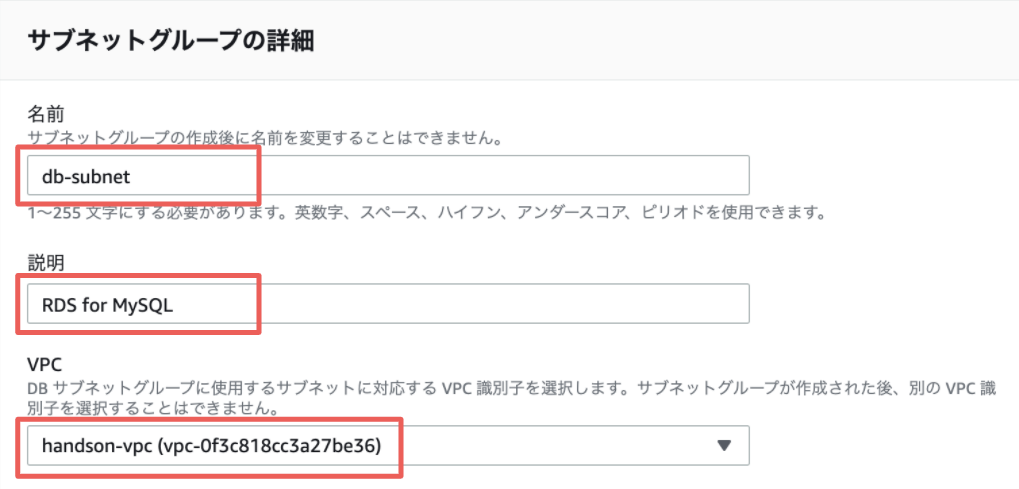 サブネットグループの詳細
名前
サブネットグループの作成後に名前を変更することはできません。
db-subnet
1〜255 文字にする必要があります。英数字、スペース、ハイフン、アンダースコア、ピリオドを使用できます。
説明
RDS for MySQL
VPC
DB サブネットグループに使用するサブネットに対応する VPC 識別子を選択します。サブネットグループが作成された後、別の VPC 識
別子を選択することはできません。
handson-vpc (vpc-0f3c818cc3a27be36)